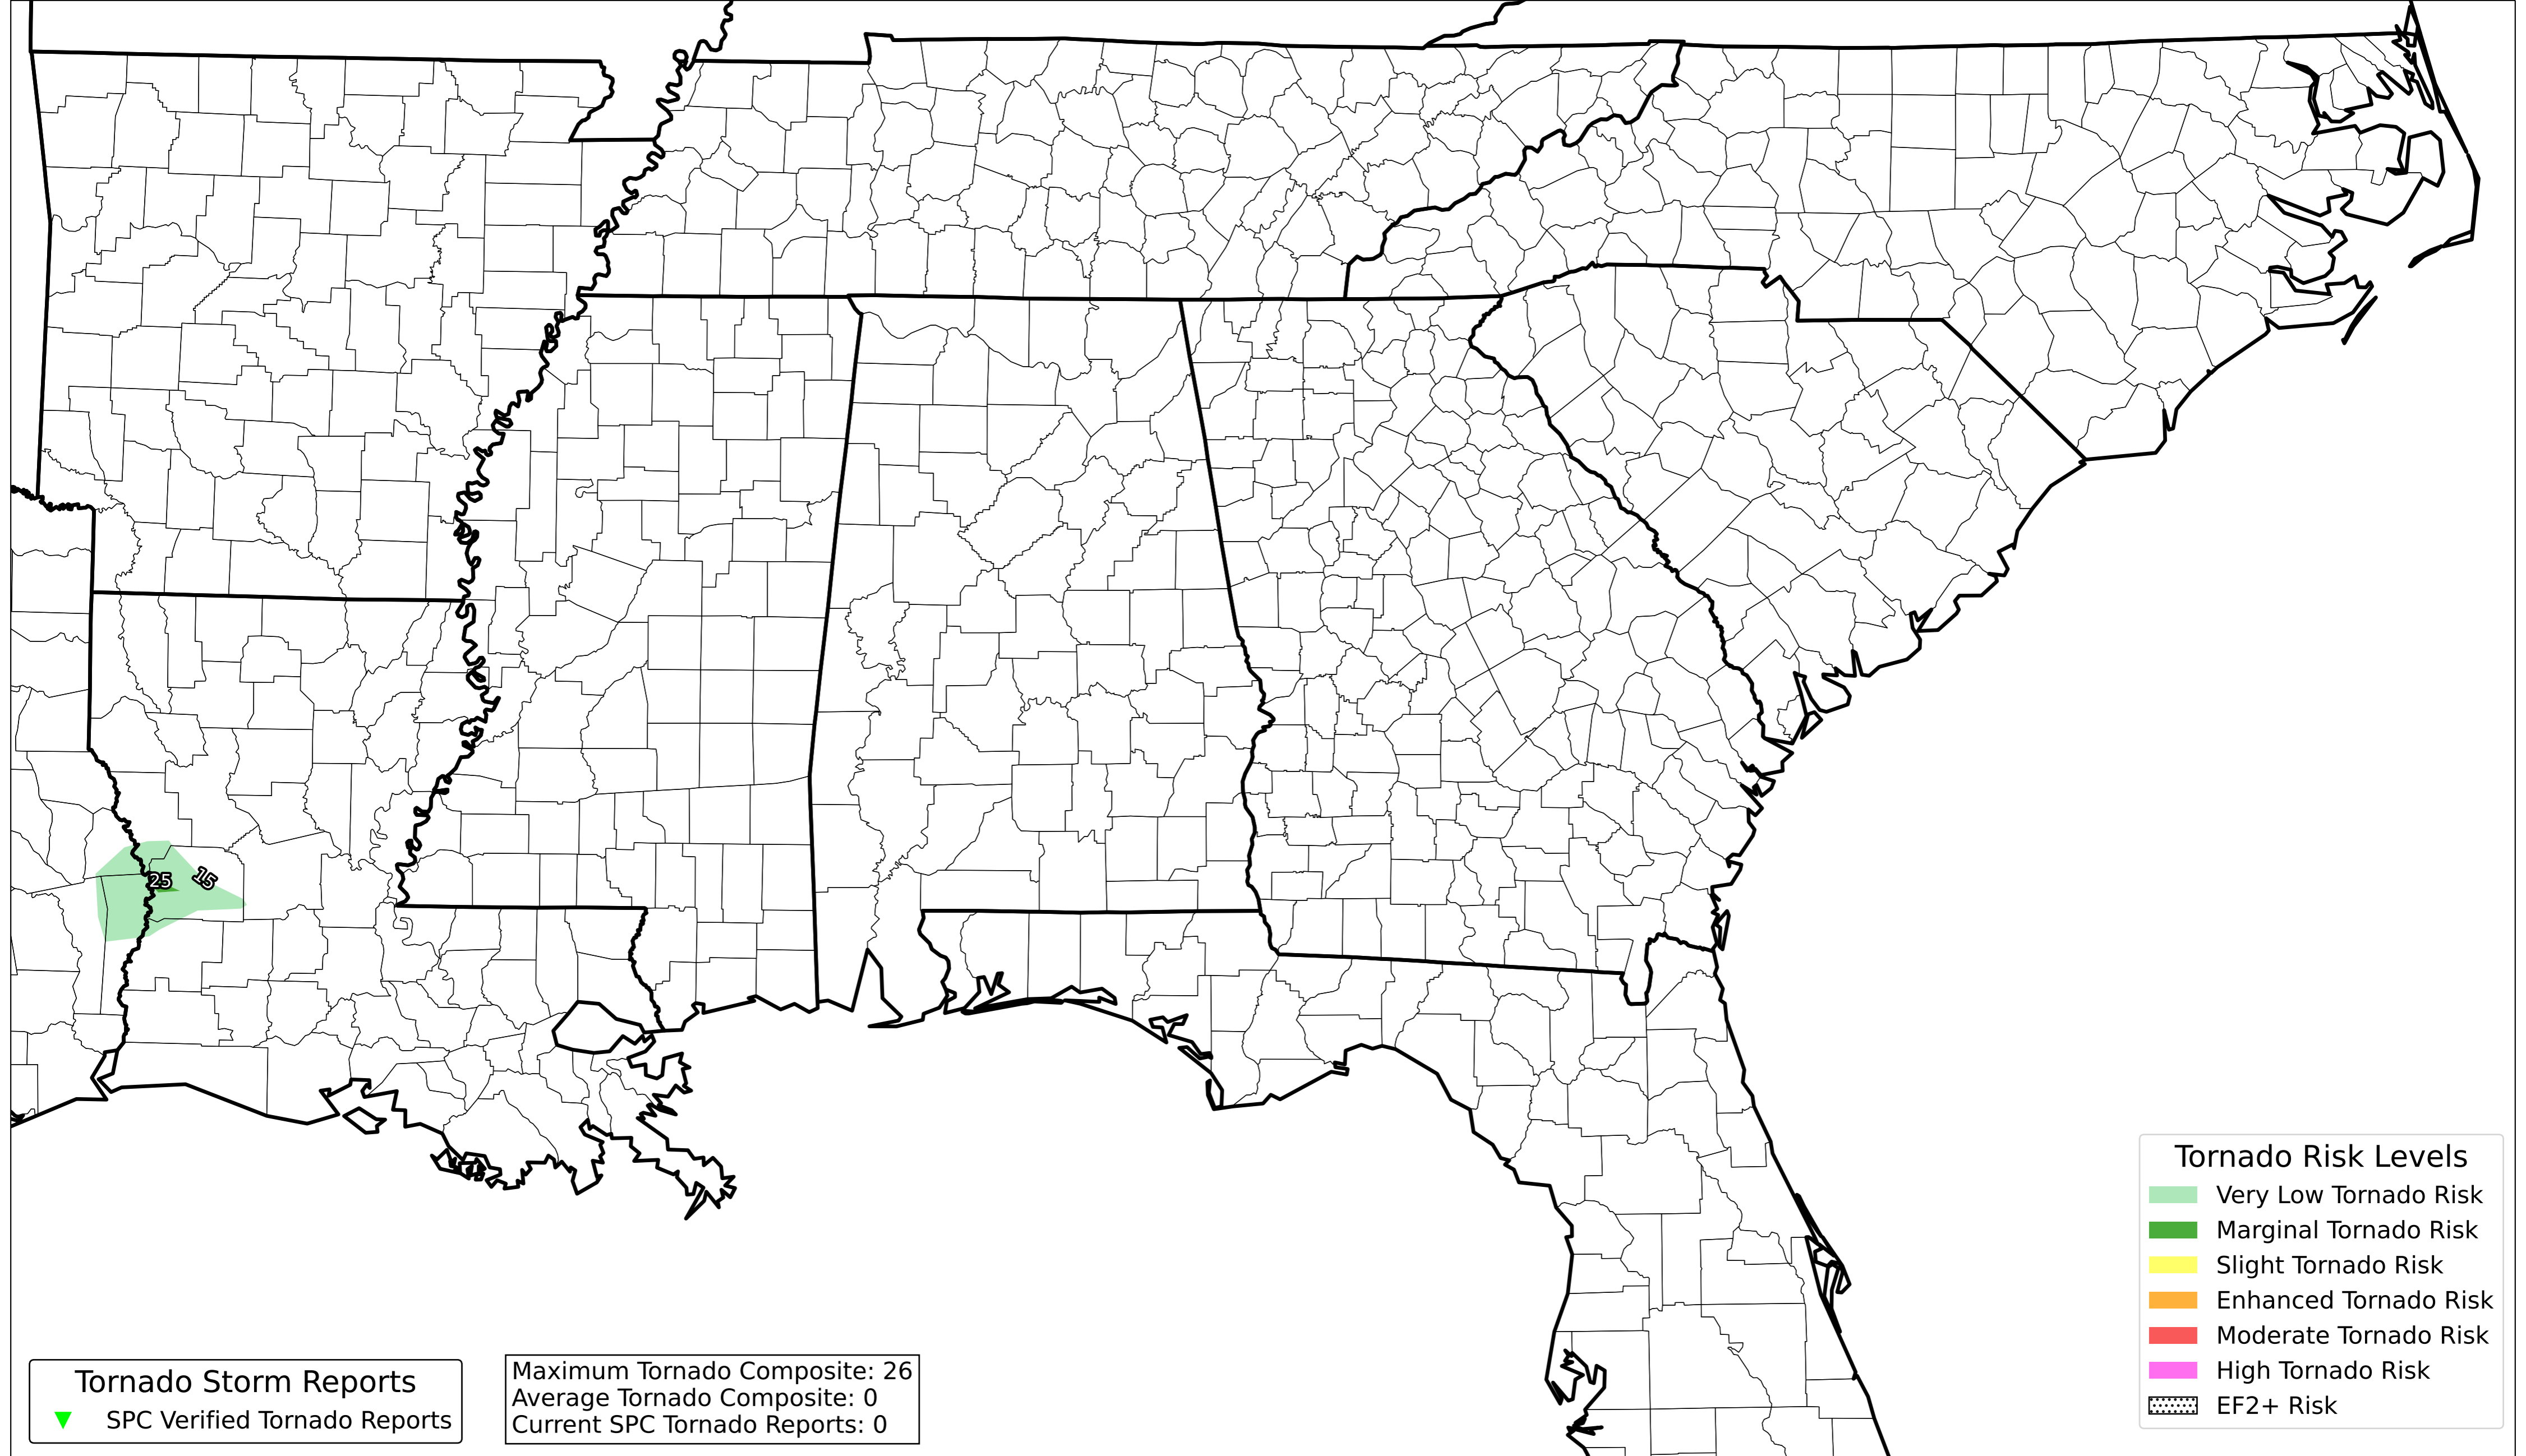 25
15
Tornado Risk Levels
Very Low Tornado Risk
Marginal Tornado Risk
Slight Tornado Risk
Enhanced Tornado Risk
Moderate Tornado Risk
High Tornado Risk
EF2+ Risk
Tornado Storm Reports
SPC Verified Tornado Reports
Maximum Tornado Composite: 26
Average Tornado Composite: 0
Current SPC Tornado Reports: 0